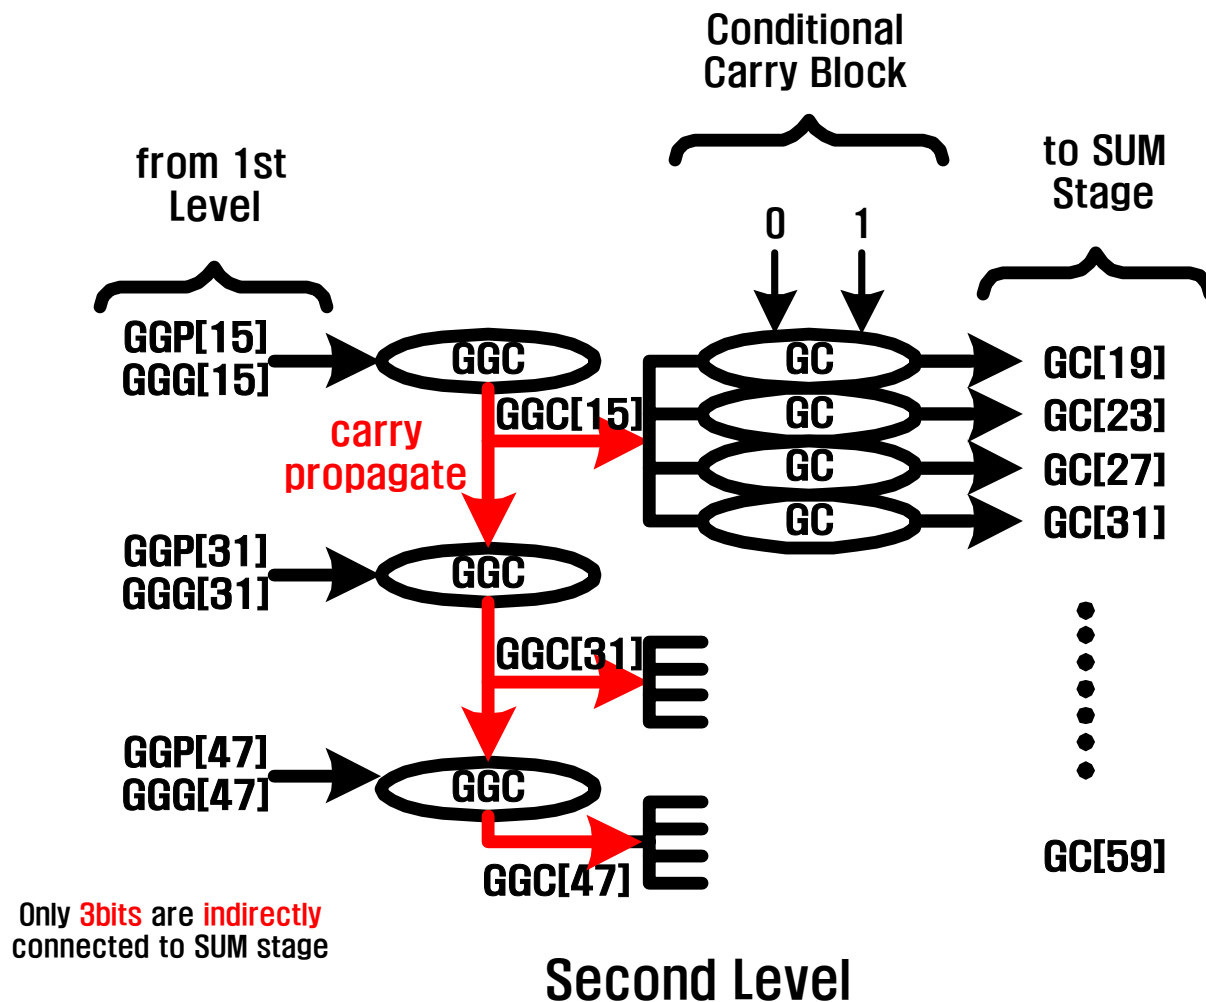 Conditional
Carry Block
from 1st
Level
to SUM
Stage
0
1
GGP[15]
GGG[15]
GGC
GGC[15]
GC
GC
GC
GC
GC[19]
GC[23]
GC[27]
GC[31]
carry
propagate
GGP[31]
GGG[31]
GGC
GGC[31]
GGP[47]
GGG[47]
GGC
GGC[47]
GC[59]
Only 3bits are indirectly
connected to SUM stage
Second Level